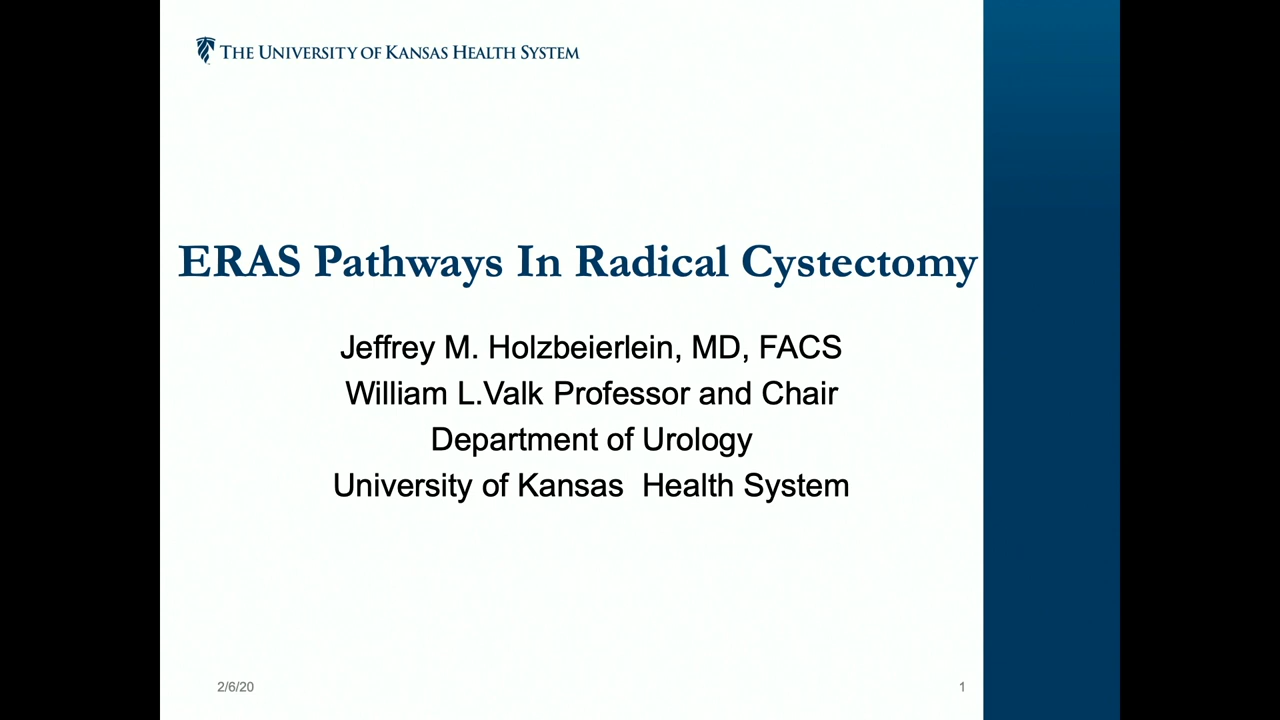 THE UNIVERSITY OF KANSAS HEALTH SYSTEM
ERAS Pathways In Radical Cystectomy
Jeffrey M. Holzbeierlein, MD, FACS
William L.Valk Professor and Chair
Department of Urology
University of Kansas  Health System
2/6/20
1